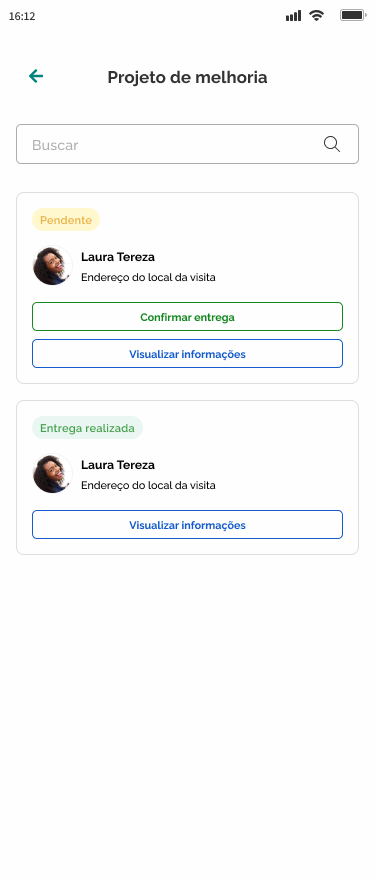 16:12
Projeto de melhoria
Buscar
Pendente
Laura Tereza
Endereço do local da visita
Confirmar entrega
Visualizar informações
Entrega realizada
Laura Tereza
Endereço do local da visita
Visualizar informações